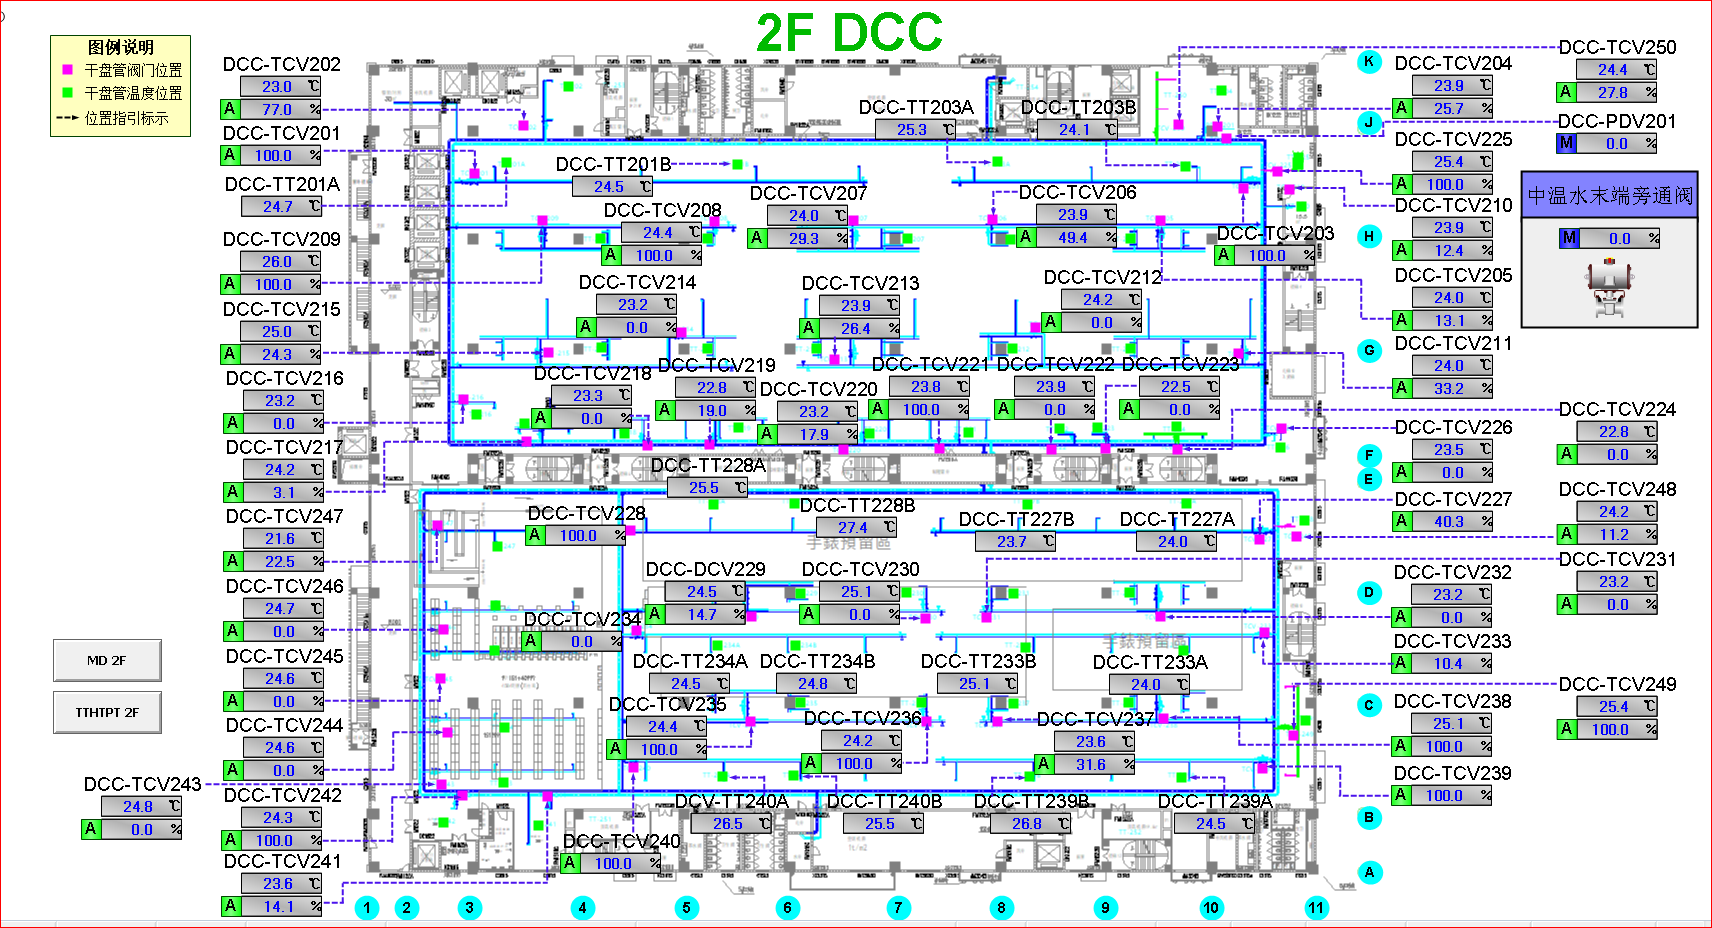 2F DCC
图例说明
干盘管阀门位置
干盘管温度位置
位置指引标示
DCC-TCV202
23.0 ℃
A 77.0 %
DCC-TCV201
A 100.0 %
DCC-TT201A
24.7 ℃
DCC-TCV209
26.0 ℃
A 100.0 %
DCC-TCV215
25.0 ℃
A 24.3 %
DCC-TCV216
23.2 ℃
A 0.0 %
DCC-TCV217
24.2 ℃
A 3.1 %
DCC-TCV247
21.6 ℃
A 22.5 %
DCC-TCV246
24.7 ℃
A 0.0 %
DCC-TCV245
24.6 ℃
A 0.0 %
DCC-TCV244
24.6 ℃
A 0.0 %
DCC-TCV243
24.8 ℃
A 0.0 %
DCC-TCV242
24.3 ℃
A 100.0 %
DCC-TCV241
23.6 ℃
A 14.1 %
MD 2F
TTHTPT 2F
DCC-TT203A
25.3 ℃
DCC-TT203B
24.1 ℃
DCC-TT201B
24.5 ℃
DCC-TCV208
24.4 ℃
A 100.0 %
DCC-TCV207
24.0 ℃
A 29.3 %
DCC-TCV206
23.9 ℃
A 49.4 %
DCC-TCV203
A 100.0 %
DCC-TCV214
23.2 ℃
A 0.0 %
DCC-TCV213
23.9 ℃
A 26.4 %
DCC-TCV212
24.2 ℃
A 0.0 %
DCC-TCV218
23.3 ℃
A 0.0 %
DCC-TCV219
22.8 ℃
A 19.0 %
DCC-TCV220
23.2 ℃
A 17.9 %
DCC-TCV221
23.8 ℃
A 100.0 %
DCC-TCV222
23.9 ℃
A 0.0 %
DCC-TCV223
22.5 ℃
A 0.0 %
DCC-TT228A
25.5 ℃
DCC-TCV228
A 100.0 %
DCC-TT228B
27.4 ℃
DCC-TT227B
23.7 ℃
DCC-TT227A
24.0 ℃
手錶預留區
DCC-DCV229
24.5 ℃
A 14.7 %
DCC-TCV230
25.1 ℃
A 0.0 %
DCC-TCV234
A 0.0 %
手錶預留區
DCC-TT234A
24.5 ℃
DCC-TT234B
24.8 ℃
DCC-TT233B
25.1 ℃
DCC-TT233A
24.0 ℃
DCC-TCV235
24.4 ℃
A 100.0 %
DCC-TCV236
24.2 ℃
A 100.0 %
DCC-TCV237
23.6 ℃
A 31.6 %
DCV-TT240A
26.5 ℃
DCC-TT240B
25.5 ℃
DCC-TT239B
26.8 ℃
DCC-TT239A
24.5 ℃
DCC-TCV240
A 100.0 %
DCC-TCV204
23.9 ℃
A 25.7 %
DCC-TCV225
25.4 ℃
A 100.0 %
DCC-TCV210
23.9 ℃
A 12.4 %
DCC-TCV205
24.0 ℃
A 13.1 %
DCC-TCV211
24.0 ℃
A 33.2 %
DCC-TCV226
23.5 ℃
A 0.0 %
DCC-TCV227
A 40.3 %
DCC-TCV232
23.2 ℃
A 0.0 %
DCC-TCV233
A 10.4 %
DCC-TCV238
25.1 ℃
A 100.0 %
DCC-TCV239
A 100.0 %
DCC-TCV250
24.4 ℃
A 27.8 %
DCC-PDV201
M 0.0 %
中温水末端旁通阀
M 0.0 %
DCC-TCV224
22.8 ℃
A 0.0 %
DCC-TCV248
24.2 ℃
A 11.2 %
DCC-TCV231
23.2 ℃
A 0.0 %
DCC-TCV249
25.4 ℃
A 100.0 %
K
J
H
G
F
E
D
C
B
A
1 2 3 4 5 6 7 8 9 10 11